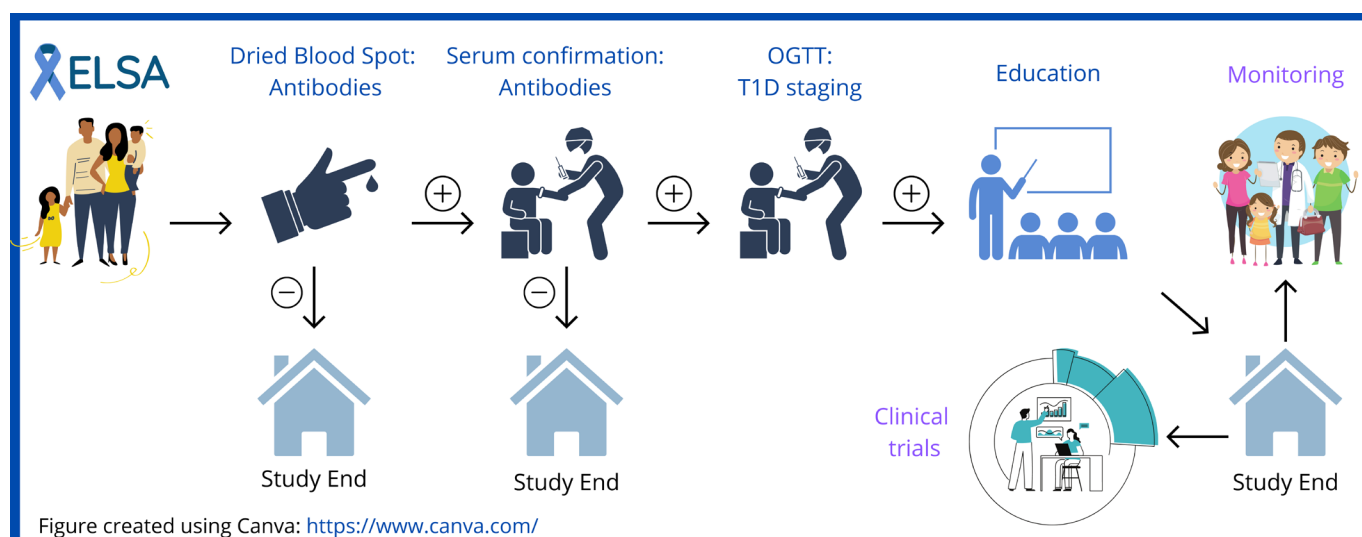 ELSA
Dried Blood Spot:
Antibodies
Serum confirmation:
Antibodies
OGTT:
T1D staging
Education
Monitoring
+
+
+
−
−
Clinical
trials
Study End
Study End
Study End
Figure created using Canva: https://www.canva.com/